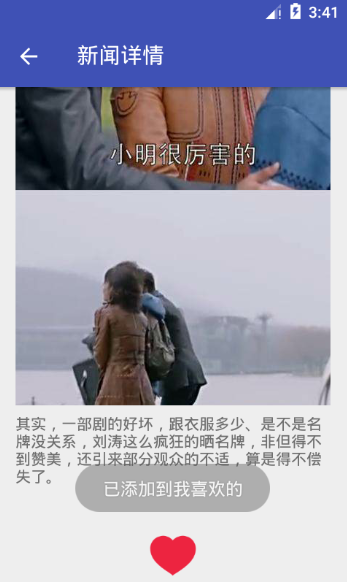 3:41
新闻详情
小明很厉害的
其实，一部剧的好坏，跟衣服多少、是不是名
牌没关系，刘涛这么疯狂的晒名牌，非但得不
到赞美，还引来部分观众的不适，算是得不偿
失了。
已添加到我喜欢的